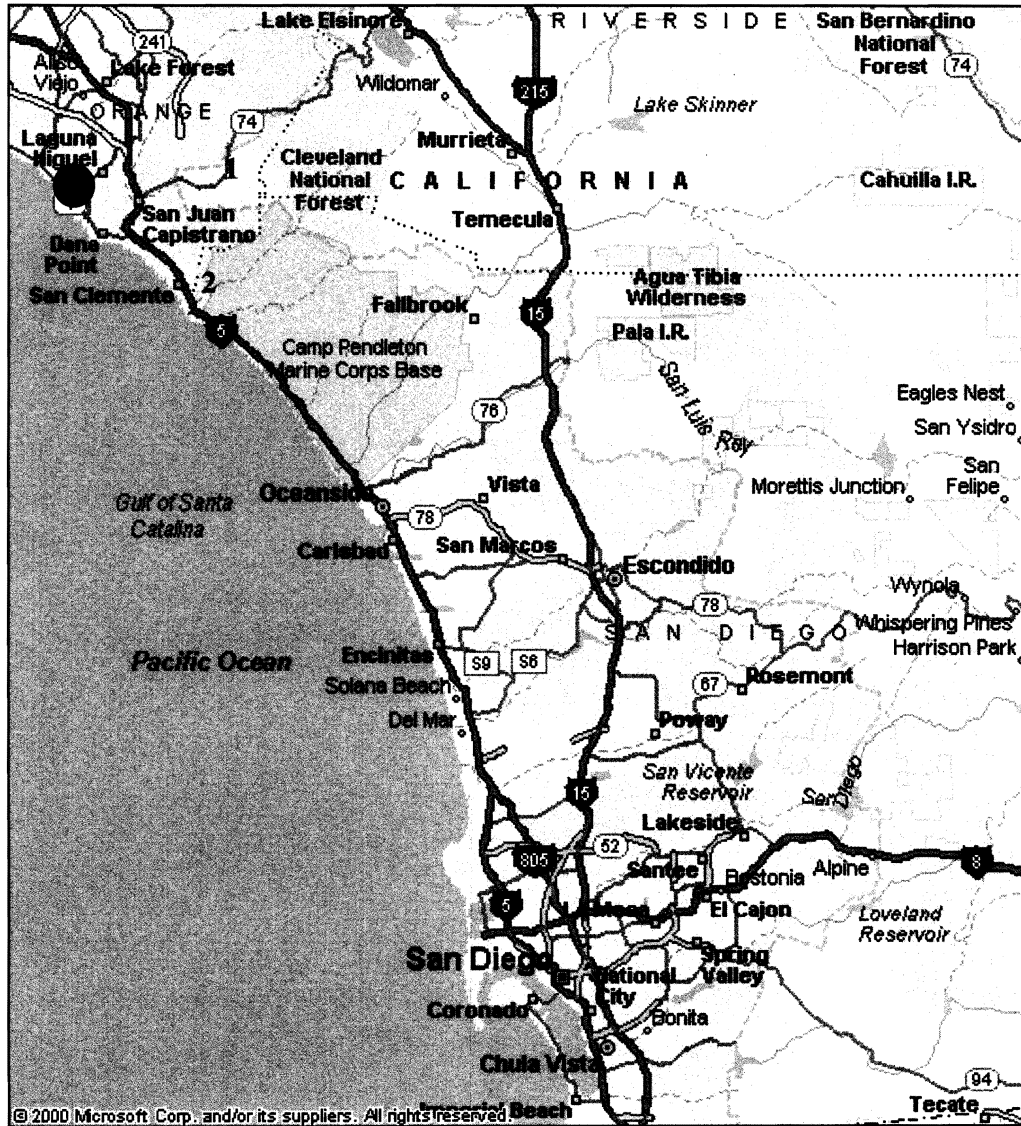 Lake Elsinore
RIVERSIDE
San Bernardino
National
Forest
241
Aliso
Viejo
Lake Forest
74
Wildomar
215
Lake Skinner
ORANGE
74
Laguna
Niguel
Murrieta
1
Cleveland
National
Forest
CALIFORNIA
Cahuilla I.R.
San Juan
Capistrano
Temecula
Dana
Point
San Clemente
2
Agua Tibia
Wilderness
Fallbrook
15
5
Pala I.R.
Camp Pendleton
Marine Corps Base
San Luis Rey
Eagles Nest
San Ysidro
76
Gulf of Santa
Catalina
Oceanside
Vista
Morettis Junction
San
Felipe
78
Carlsbad
San Marcos
Escondido
Wynola
78
SAN DIEGO
Whispering Pines
Harrison Park
Pacific Ocean
Encinitas
S9
S6
Solana Beach
67
Rosemont
Del Mar
Poway
San Vicente
Reservoir
San Diego
15
Lakeside
52
805
Santee
Bostonia
Alpine
8
5
La Mesa
El Cajon
Loveland
Reservoir
San Diego
National
City
Spring
Valley
Coronado
Bonita
Chula Vista
94
Imperial Beach
Tecate
© 2000 Microsoft Corp. and/or its suppliers. All rights reserved.